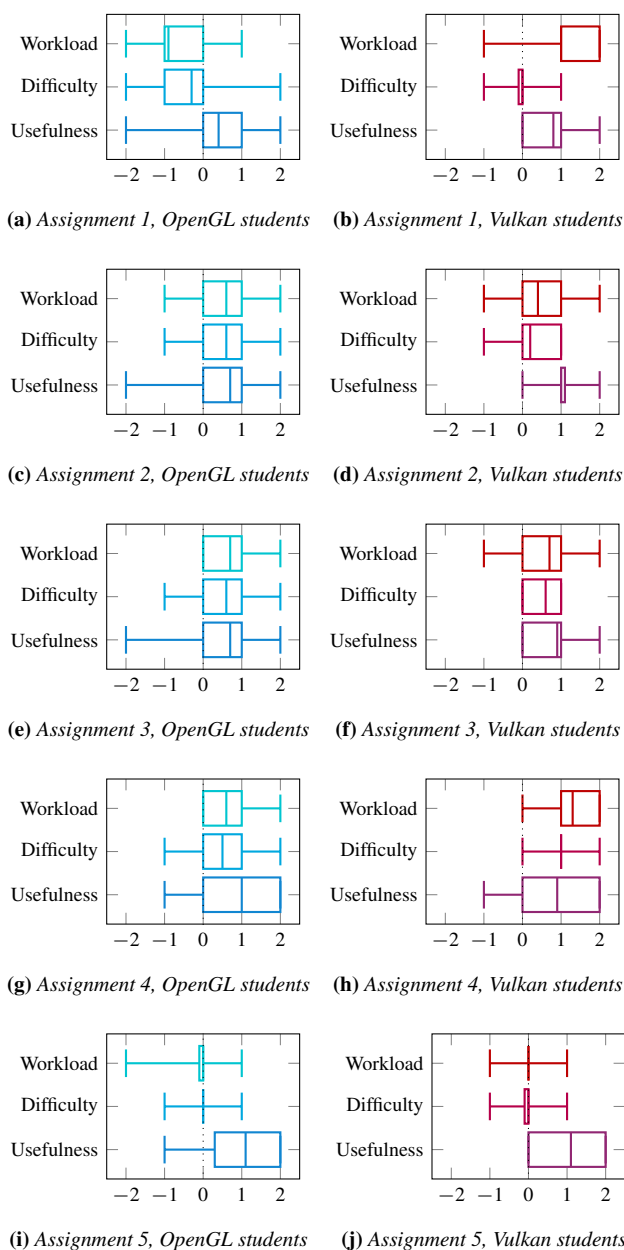 Workload
Workload
Difficulty
Difficulty
Usefulness
Usefulness
−2 −1 0 1 2
−2 −1 0 1 2
(a) Assignment 1, OpenGL students
(b) Assignment 1, Vulkan students
Workload
Workload
Difficulty
Difficulty
Usefulness
Usefulness
−2 −1 0 1 2
−2 −1 0 1 2
(c) Assignment 2, OpenGL students
(d) Assignment 2, Vulkan students
Workload
Workload
Difficulty
Difficulty
Usefulness
Usefulness
−2 −1 0 1 2
−2 −1 0 1 2
(e) Assignment 3, OpenGL students
(f) Assignment 3, Vulkan students
Workload
Workload
Difficulty
Difficulty
Usefulness
Usefulness
−2 −1 0 1 2
−2 −1 0 1 2
(g) Assignment 4, OpenGL students
(h) Assignment 4, Vulkan students
Workload
Workload
Difficulty
Difficulty
Usefulness
Usefulness
−2 −1 0 1 2
−2 −1 0 1 2
(i) Assignment 5, OpenGL students
(j) Assignment 5, Vulkan students